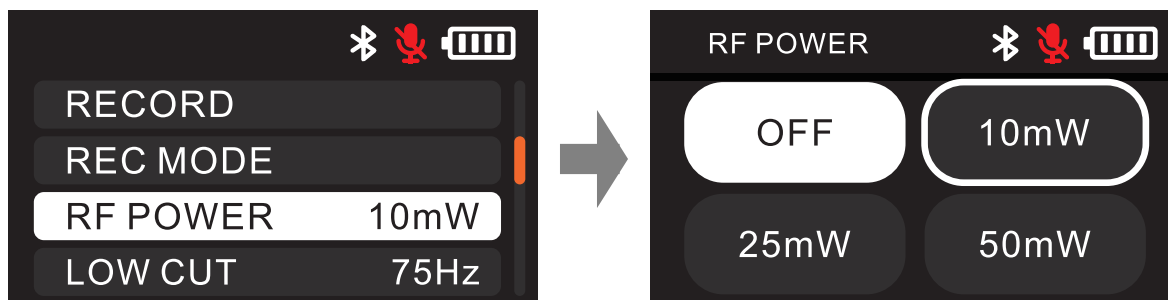 RECORD
REC MODE
RF POWER 10mW
LOW CUT 75Hz
RF POWER
OFF 10mW
25mW 50mW